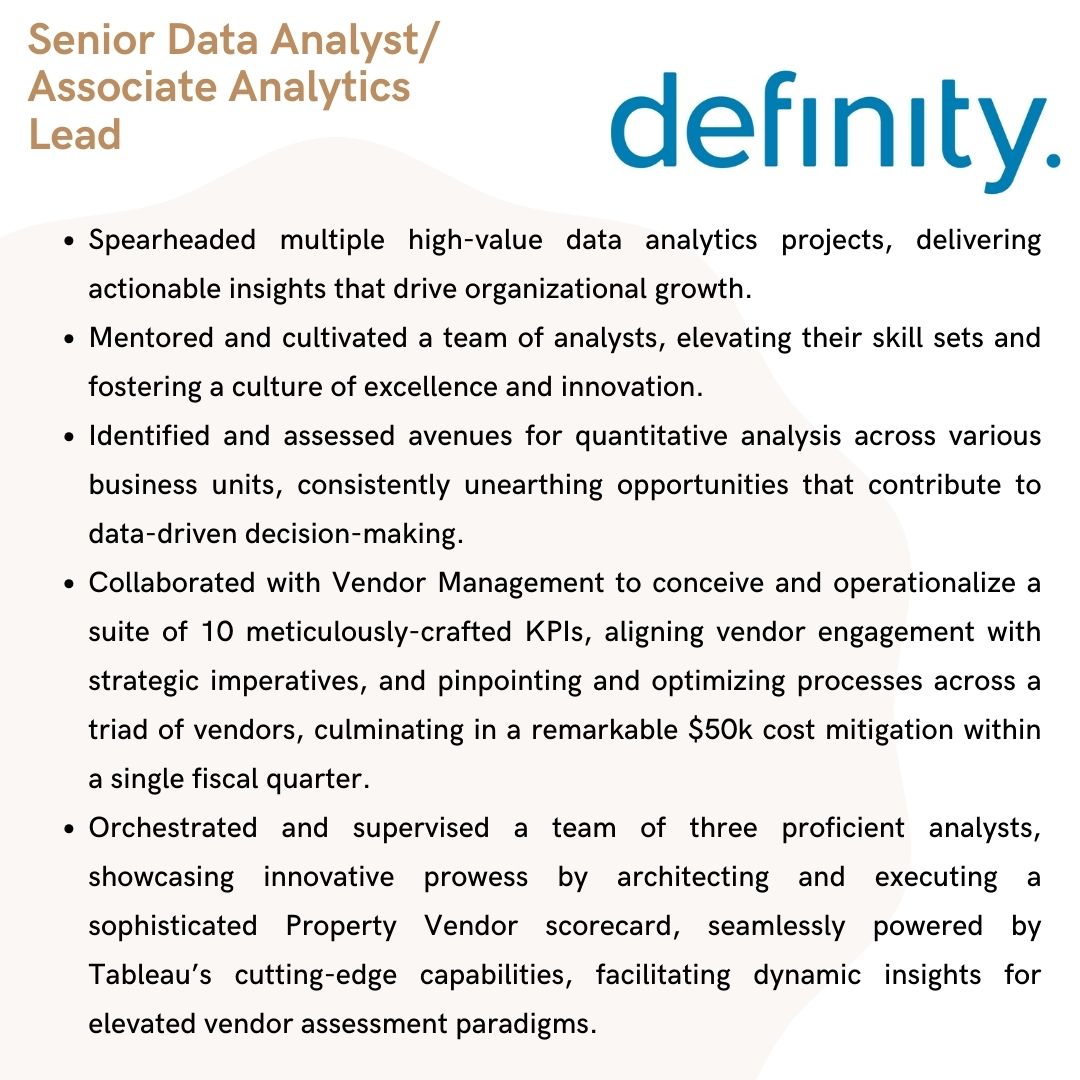 Senior Data Analyst/
Associate Analytics
Lead
definity.
• Spearheaded multiple high-value data analytics projects, delivering
actionable insights that drive organizational growth.
• Mentored and cultivated a team of analysts, elevating their skill sets and
fostering a culture of excellence and innovation.
• Identified and assessed avenues for quantitative analysis across various
business units, consistently unearthing opportunities that contribute to
data-driven decision-making.
• Collaborated with Vendor Management to conceive and operationalize a
suite of 10 meticulously-crafted KPIs, aligning vendor engagement with
strategic imperatives, and pinpointing and optimizing processes across a
triad of vendors, culminating in a remarkable $50k cost mitigation within
a single fiscal quarter.
• Orchestrated and supervised a team of three proficient analysts,
showcasing innovative prowess by architecting and executing a
sophisticated Property Vendor scorecard, seamlessly powered by
Tableau’s cutting-edge capabilities, facilitating dynamic insights for
elevated vendor assessment paradigms.